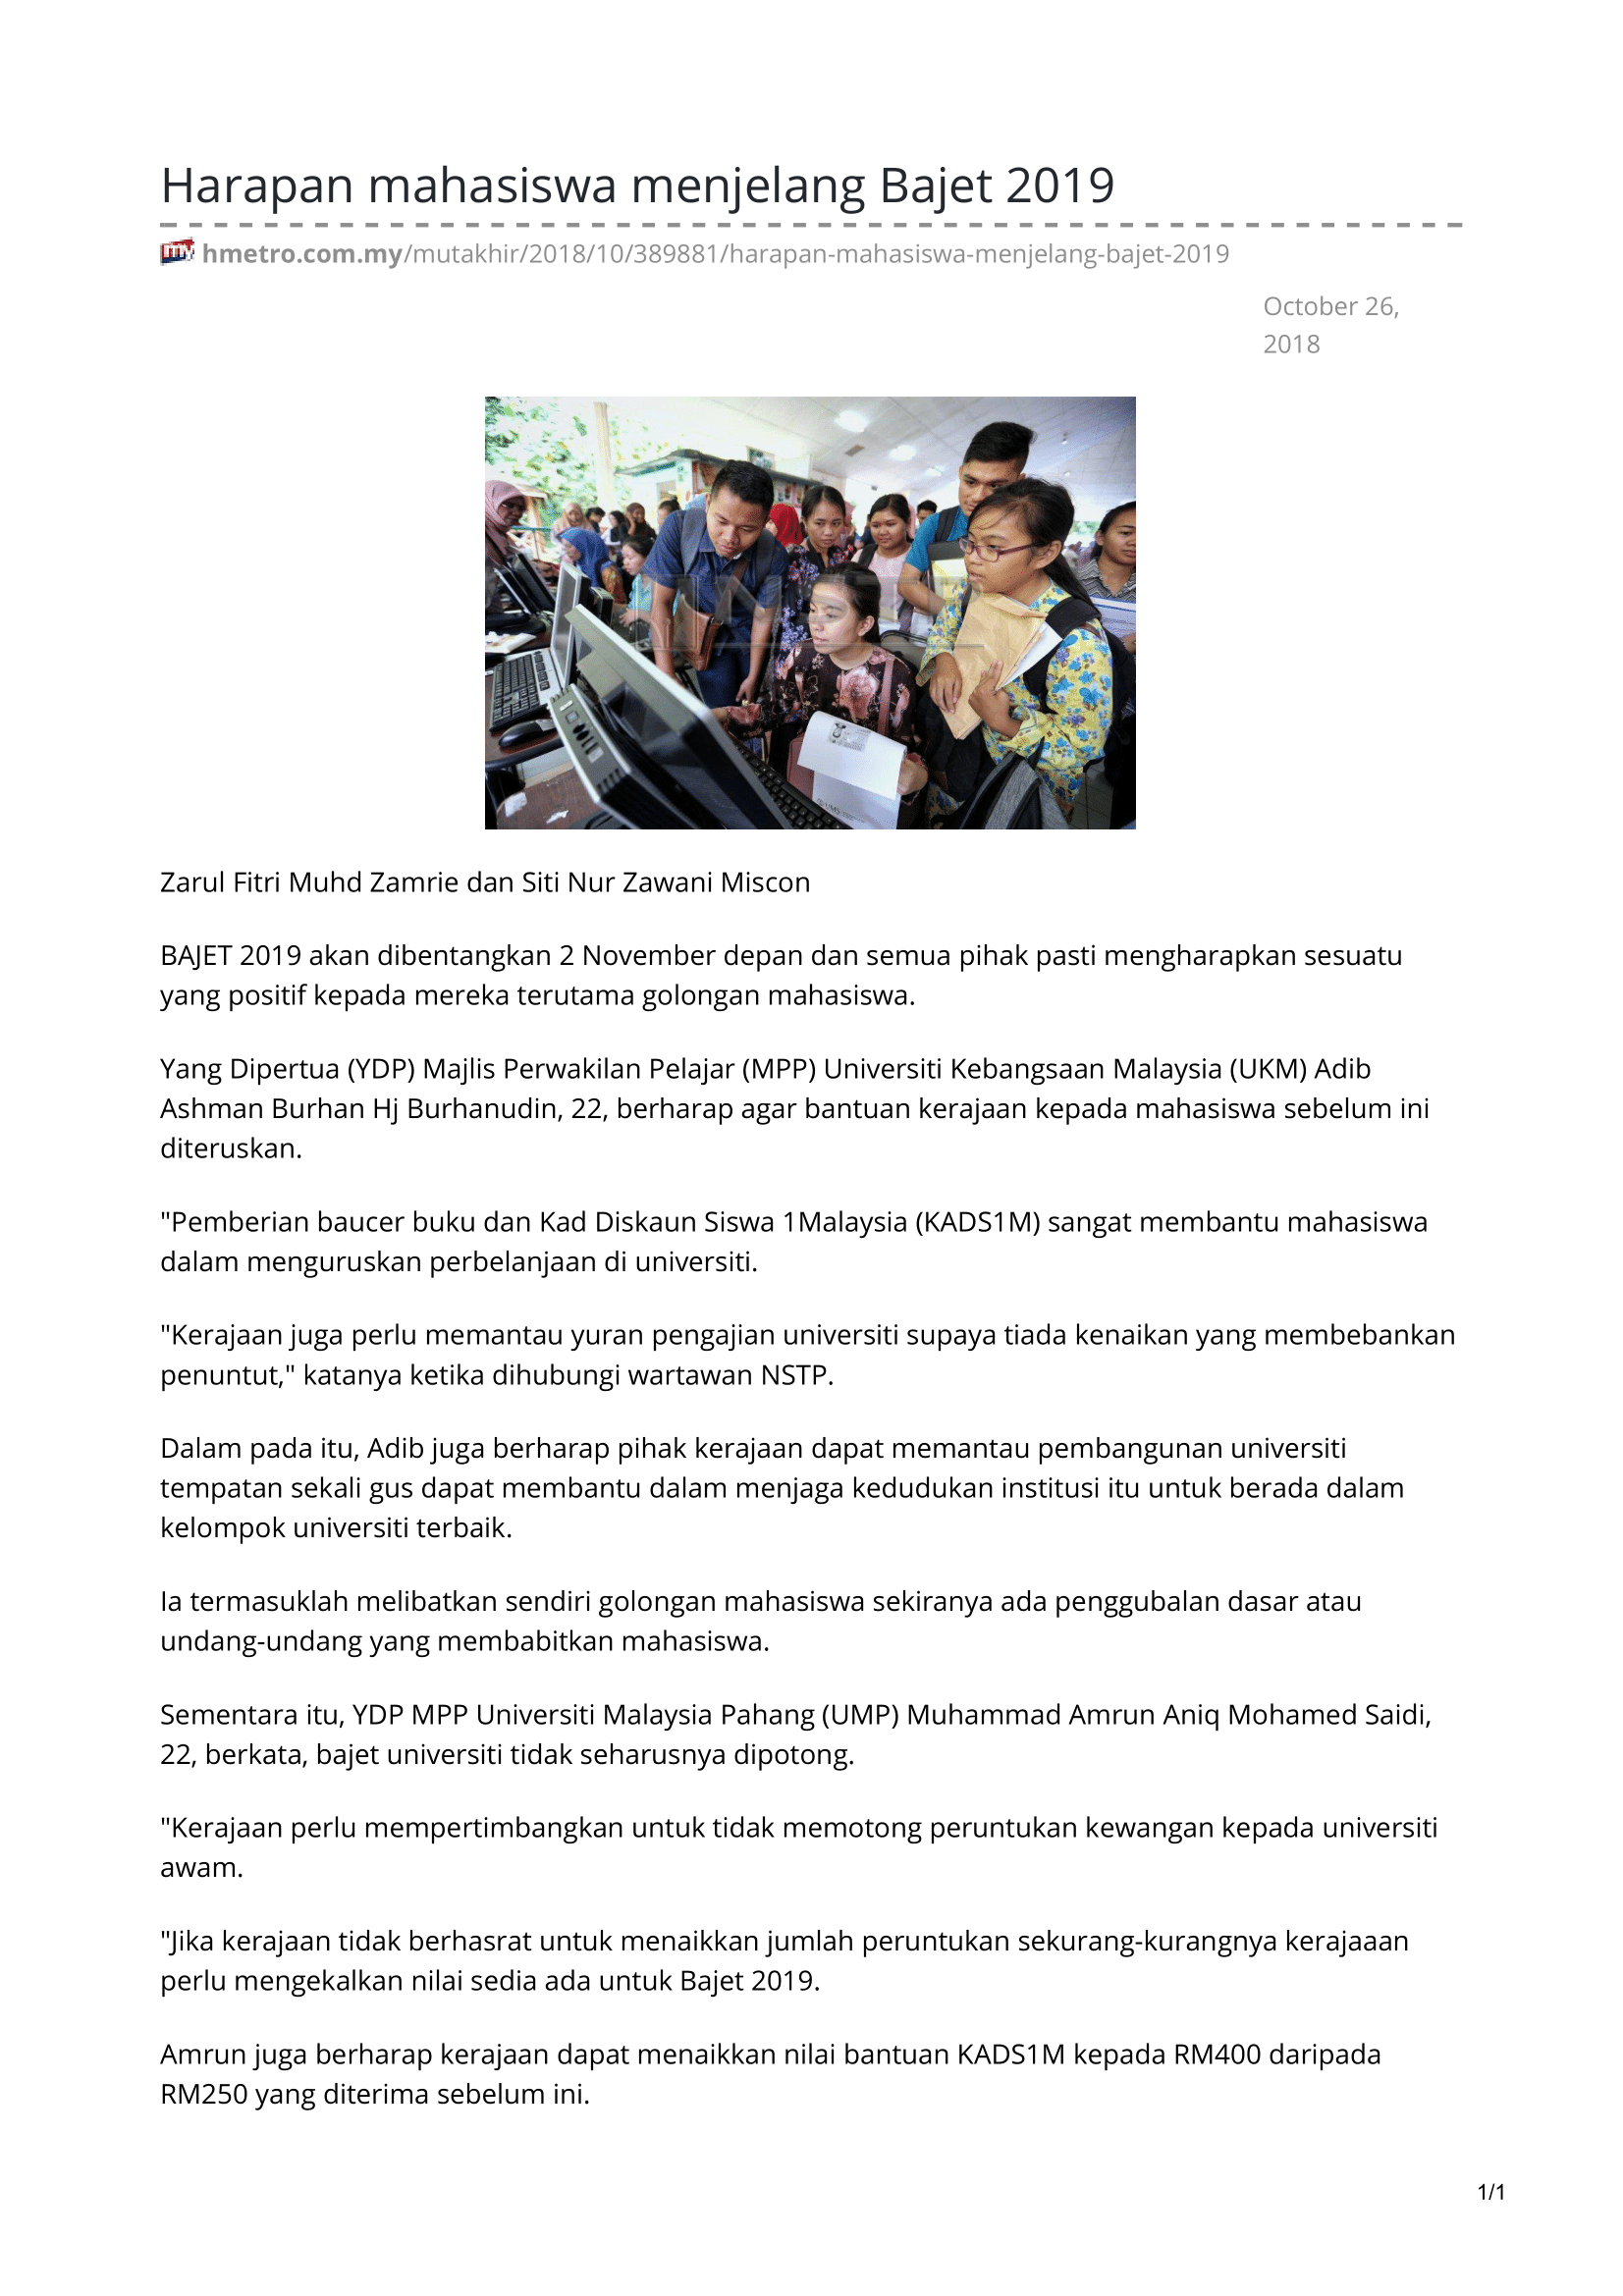 Harapan mahasiswa menjelang Bajet 2019
hmetro.com.my/mutakhir/2018/10/389881/harapan-mahasiswa-menjelang-bajet-2019
October 26,
2018
NSTP
Zarul Fitri Muhd Zamrie dan Siti Nur Zawani Miscon
BAJET 2019 akan dibentangkan 2 November depan dan semua pihak pasti mengharapkan sesuatu
yang positif kepada mereka terutama golongan mahasiswa.
Yang Dipertua (YDP) Majlis Perwakilan Pelajar (MPP) Universiti Kebangsaan Malaysia (UKM) Adib
Ashman Burhan Hj Burhanudin, 22, berharap agar bantuan kerajaan kepada mahasiswa sebelum ini
diteruskan.
"Pemberian baucer buku dan Kad Diskaun Siswa 1Malaysia (KADS1M) sangat membantu mahasiswa
dalam menguruskan perbelanjaan di universiti.
"Kerajaan juga perlu memantau yuran pengajian universiti supaya tiada kenaikan yang membebankan
penuntut," katanya ketika dihubungi wartawan NSTP.
Dalam pada itu, Adib juga berharap pihak kerajaan dapat memantau pembangunan universiti
tempatan sekali gus dapat membantu dalam menjaga kedudukan institusi itu untuk berada dalam
kelompok universiti terbaik.
Ia termasuklah melibatkan sendiri golongan mahasiswa sekiranya ada penggubalan dasar atau
undang-undang yang membabitkan mahasiswa.
Sementara itu, YDP MPP Universiti Malaysia Pahang (UMP) Muhammad Amrun Aniq Mohamed Saidi,
22, berkata, bajet universiti tidak seharusnya dipotong.
"Kerajaan perlu mempertimbangkan untuk tidak memotong peruntukan kewangan kepada universiti
awam.
"Jika kerajaan tidak berhasrat untuk menaikkan jumlah peruntukan sekurang-kurangnya kerajaaan
perlu mengekalkan nilai sedia ada untuk Bajet 2019.
Amrun juga berharap kerajaan dapat menaikkan nilai bantuan KADS1M kepada RM400 daripada
RM250 yang diterima sebelum ini.
1/1